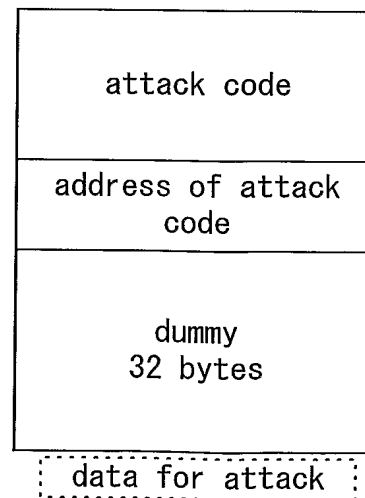 attack code
address of attack
code
dummy
32 bytes
data for attack